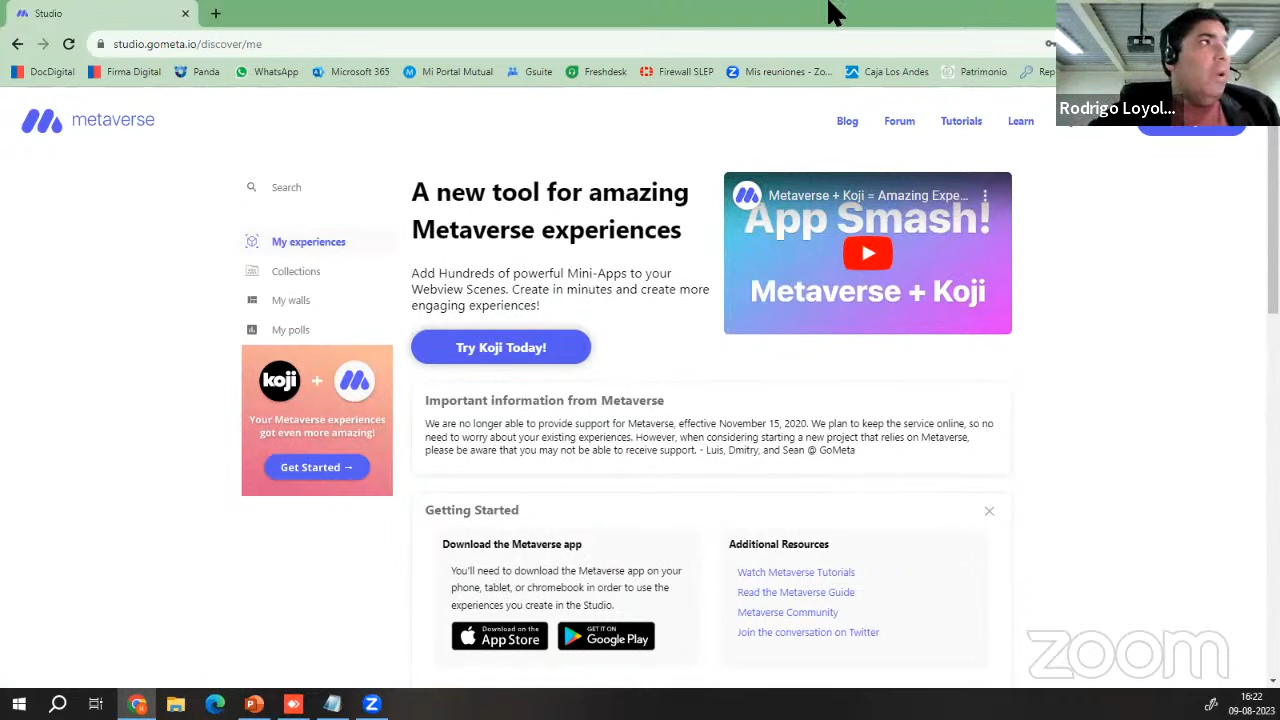 Studio
studio.gometa.io/discover/me
DocDigital
Firma Digital
Panda
WhatsApp
Microsoft 365
Mi Portal Mutual
Gsuite
Freshdesk
Firewall SLEP
Mis reuniones - Zo...
Caja Los Andes
Patrimonio
Rodrigo Loyol...
metaverse
Blog
Forum
Tutorials
Learn
Search
My experiences
Collections
My walls
My polls
koji +
Your Metaverse experiences
got even more amazing!
Get Started →
A new tool for amazing
Metaverse experiences
Add Hundreds of powerful Mini-Apps to your
Webview Scenes. Create in minutes and create more
engaging experiences!
Try Koji Today!
Metaverse + Koji = Amazing Expe...
App Smash!
Metaverse + Koji
Important information from Metaverse
We are no longer able to provide support for Metaverse, effective November 15, 2020. We plan to keep the service online, so no
need to worry about your existing experiences. However, when considering starting a new project that relies on Metaverse,
please be aware that you may not be able to receive support. - Luis, Dmitry, and Sean @ GoMeta
Getting Started
Download the Metaverse app
You'll need to download the Metaverse app on your
phone, tablet, or chromebook in order to use the
experiences you create in the Studio.
Download on the
App Store
GET IT ON
Google Play
Additional Resources
Watch Metaverse Tutorials
Read the Metaverse Guide
Metaverse Community
Join the conversation on Twitter
zoom
16:22
09-08-2023